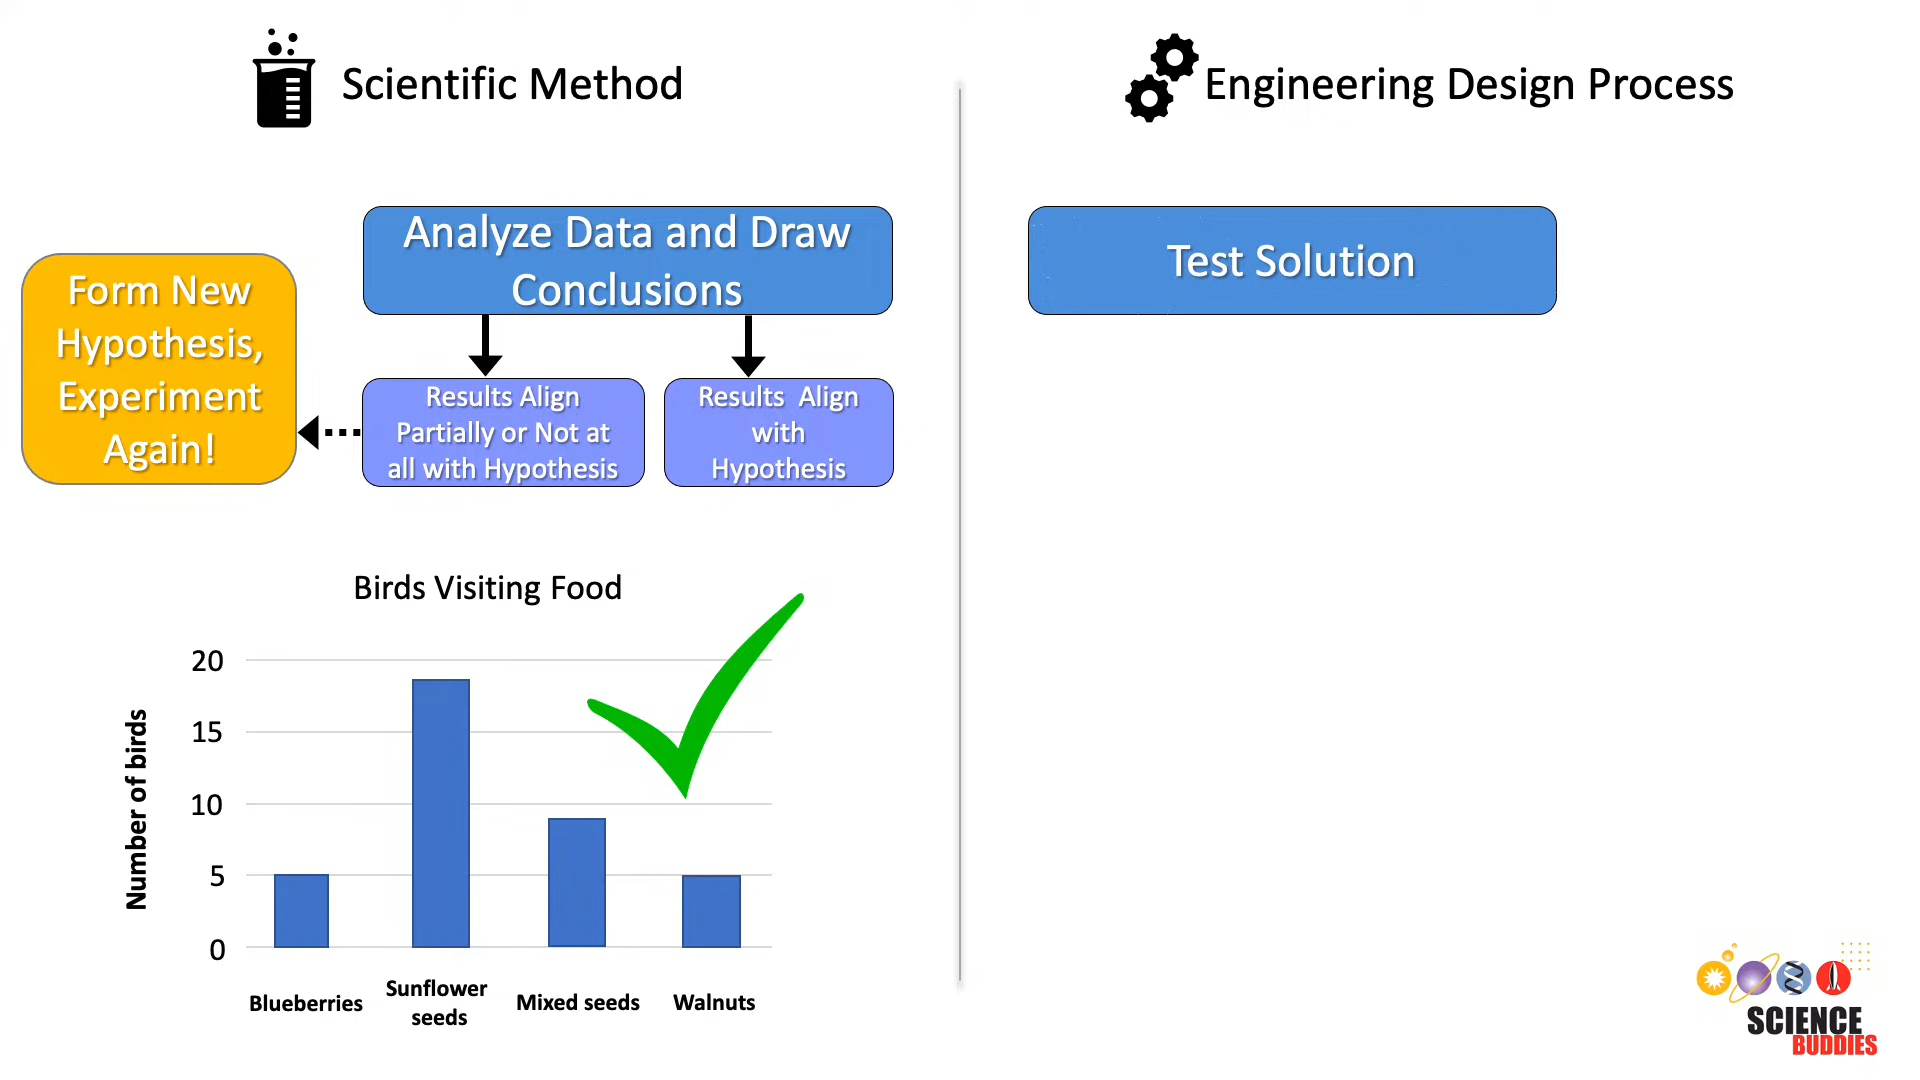 Scientific Method
Engineering Design Process
Analyze Data and Draw
Conclusions
Form New
Hypothesis,
Experiment
Again!
Results Align
Partially or Not at
all with Hypothesis
Results  Align
with
Hypothesis
Test Solution
Birds Visiting Food
Number of birds
20
15
10
5
0
Blueberries
Sunflower
seeds
Mixed seeds
Walnuts
SCIENCE
BUDDIES